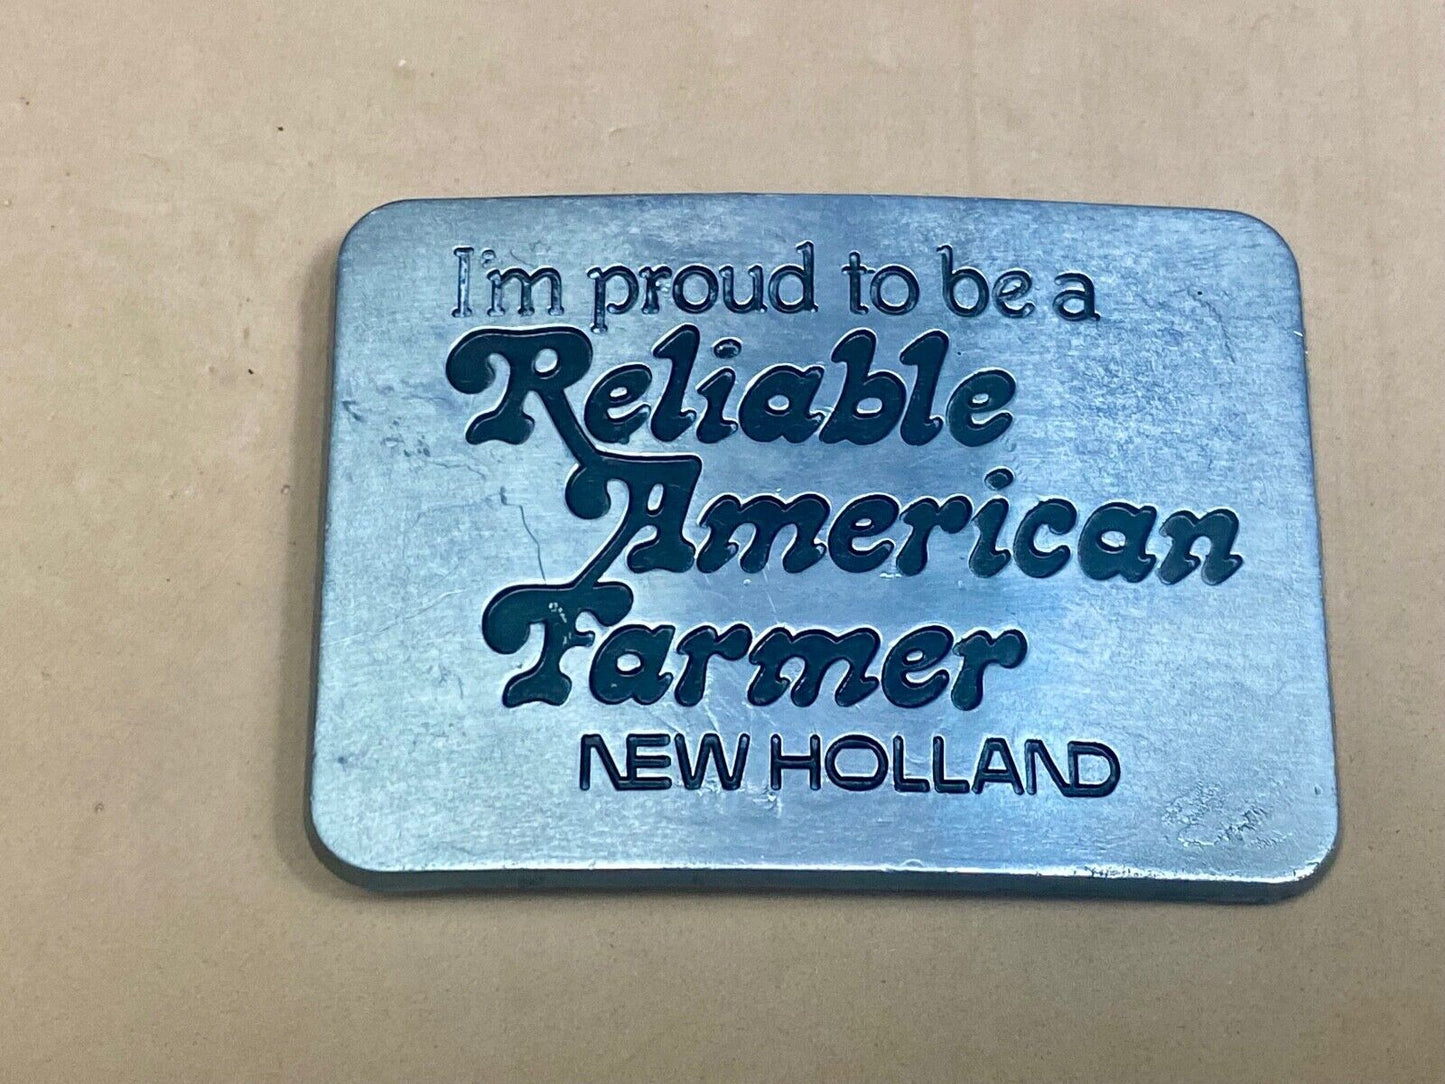 I'm proud to be a
Reliable
American
Farmer
NEW HOLLAND